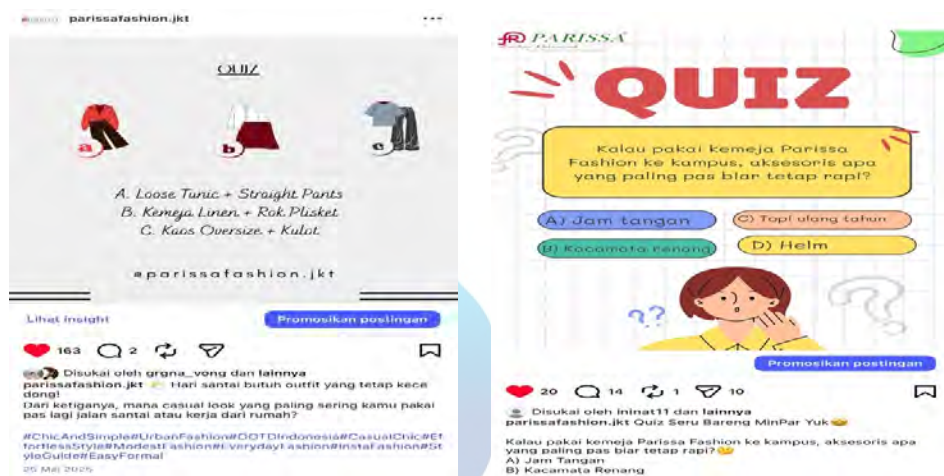 parissafashion.jkt
QUIZ
a
b
c
A. Loose Tunic + Straight Pants
B. Kemeja Linen + Rok Plisket
C. Kaos Oversize + Kulot
@parissafashion.jkt
Lihat insight
Promosikan postingan
163 2
Disukai oleh grgna_vong dan lainnya
parissafashion.jkt Hari santai butuh outfit yang tetap kece
dong!
Dari ketiganya, mana casual look yang paling sering kamu pakai
pas lagi jalan santai atau kerja dari rumah?
#ChicAndSimple#UrbanFashion#OOTDIndonesia#CasualChic#Ef
fortlessStyle#ModestFashion#EverydayFashion#InstaFashion#St
yleGuide#EasyFormal
26 Mei 2025
PARISSA
QUIZ
Kalau pakai kemeja Parissa
Fashion ke kampus, aksesoris apa
yang paling pas biar tetap rapi?
A) Jam tangan
C) Topi ulang tahun
B) Kacamata renang
D) Helm
??
Promosikan postingan
20 14 1 10
Disukai oleh ininat11 dan lainnya
parissafashion.jkt Quiz Seru Bareng MinPar Yuk
Kalau pakai kemeja Parissa Fashion ke kampus, aksesoris apa
yang paling pas biar tetap rapi?
A) Jam Tangan
B) Kacamata Renang